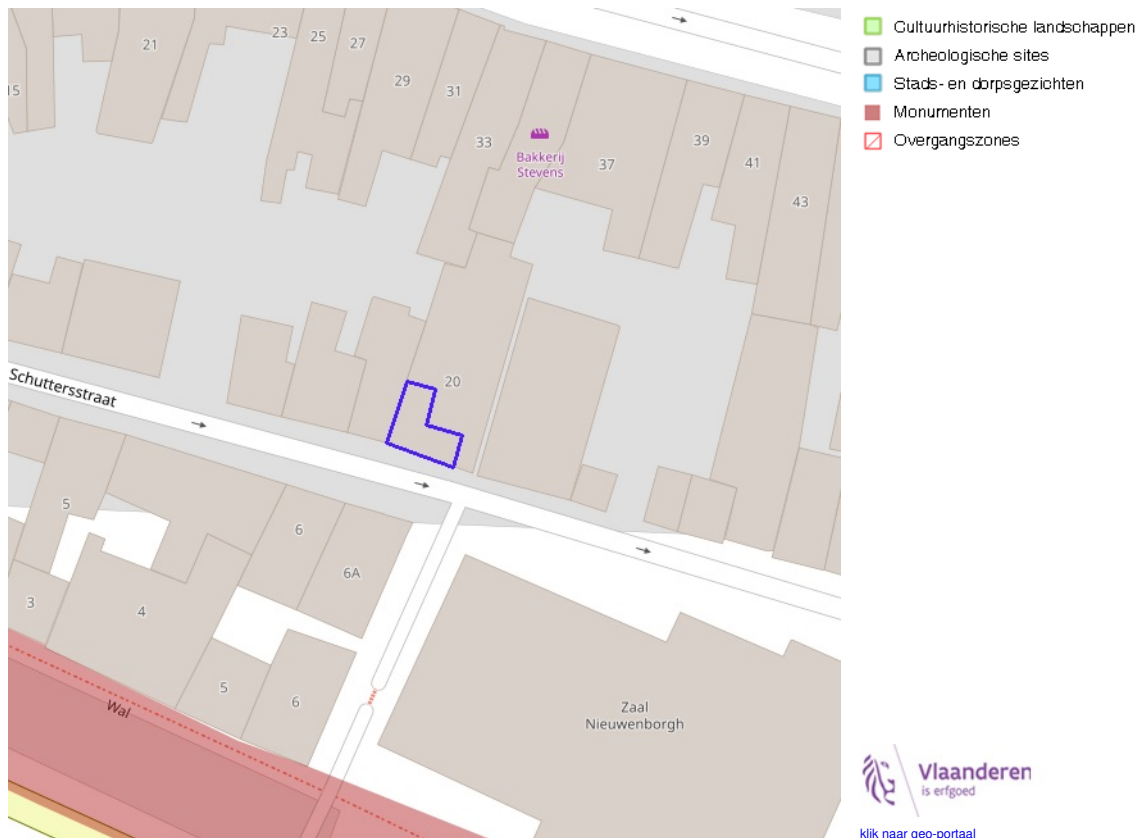 21
23
25
27
29
31
33
37
39
41
43
15
Bakkerij
Stevens
20
Schuttersstraat
5
6
6A
3
4
5
6
Wal
Zaal
Nieuwenborgh
Cultuurhistorische landschappen
Archeologische sites
Stads- en dorpsgezichten
Monumenten
Overgangszones
Vlaanderen
is erfgoed
klik naar geo-portaal